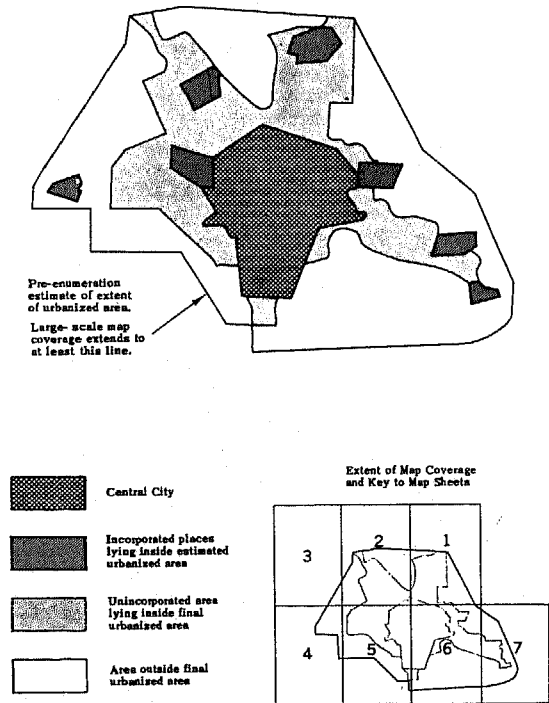 Pre-enumeration
estimate of extent
of urbanized area.
Large- scale map
coverage extends to
at least this line.
Central City
Incorporated places
lying inside estimated
urbanized area
Unincorporated area
lying inside final
urbanized area
Area outside final
urbanized area
Extent of Map Coverage
and Key to Map Sheets
3
2
1
4
5
6
7